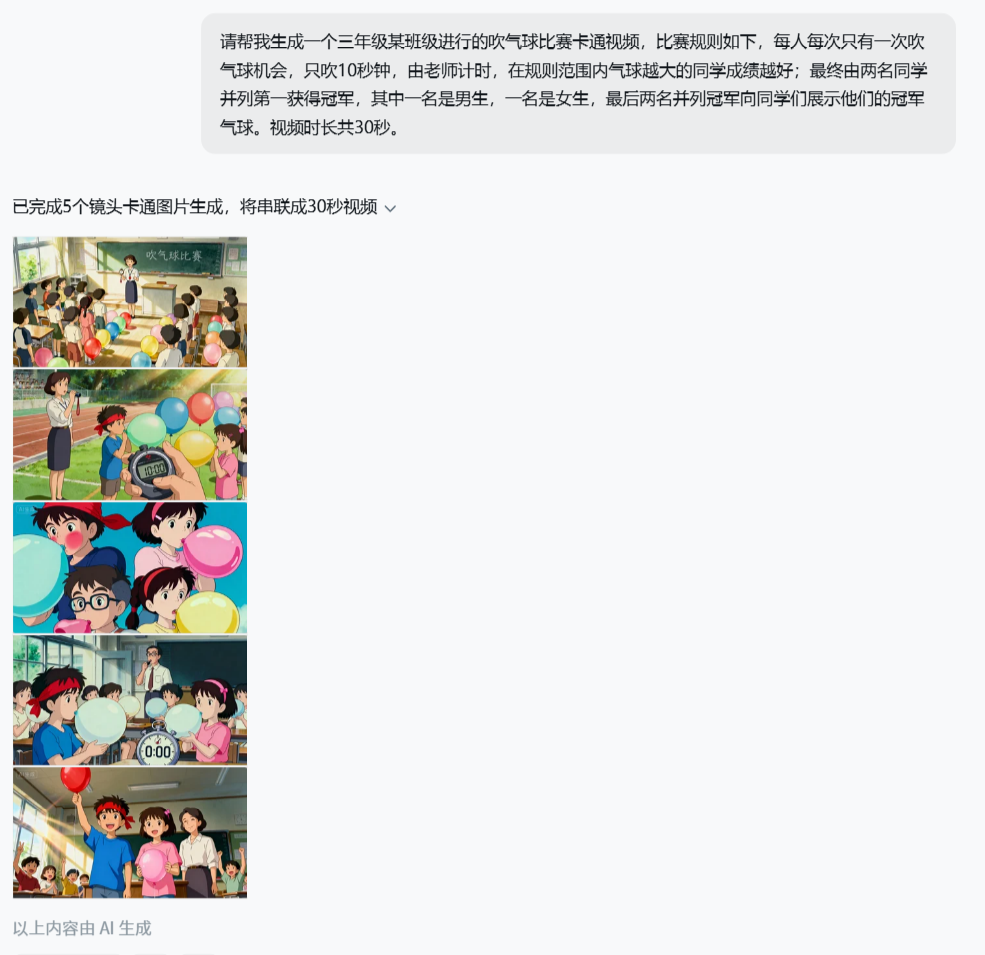 请帮我生成一个三年级某班级进行的吹气球比赛卡通视频，比赛规则如下，每人每次只有一次吹
气球机会，只吹10秒钟，由老师计时，在规则范围内气球越大的同学成绩越好；最终由两名同学
并列第一获得冠军，其中一名是男生，一名是女生，最后两名并列冠军向同学们展示他们的冠军
气球。视频时长共30秒。
已完成5个镜头卡通图片生成，将串联成30秒视频
吹气球比赛
10:00
0:00
以上内容由 AI 生成